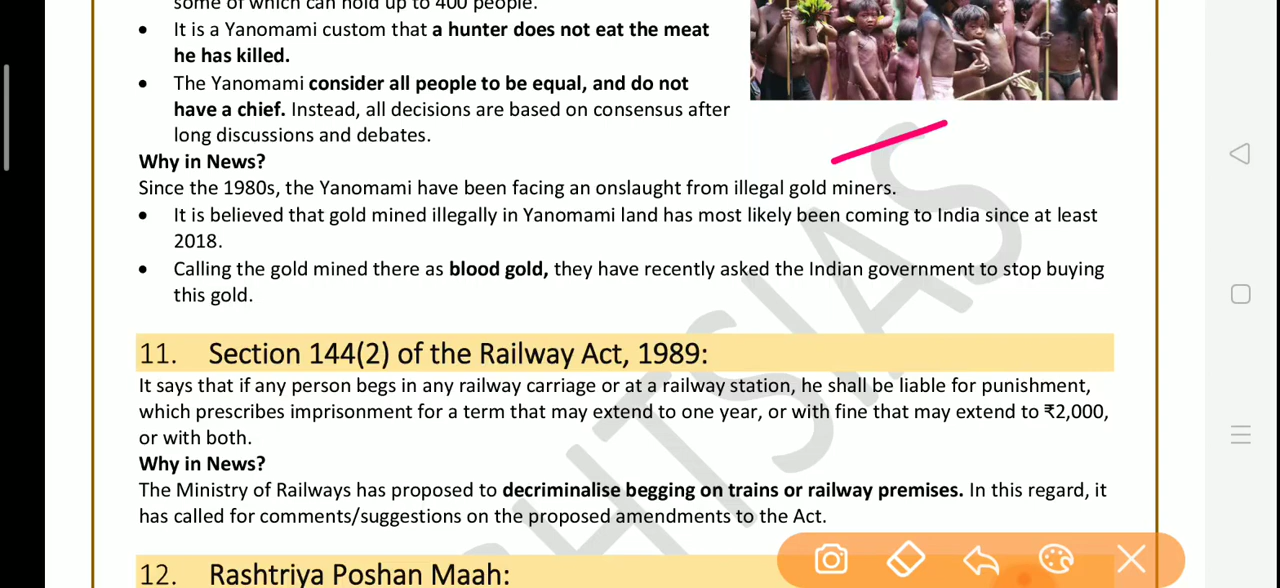 some of which can hold up to 400 people.
• It is a Yanomami custom that a hunter does not eat the meat
he has killed.
• The Yanomami consider all people to be equal, and do not
have a chief. Instead, all decisions are based on consensus after
long discussions and debates.
Why in News?
Since the 1980s, the Yanomami have been facing an onslaught from illegal gold miners.
• It is believed that gold mined illegally in Yanomami land has most likely been coming to India since at least
2018.
• Calling the gold mined there as blood gold, they have recently asked the Indian government to stop buying
this gold.
11. Section 144(2) of the Railway Act, 1989:
It says that if any person begs in any railway carriage or at a railway station, he shall be liable for punishment,
which prescribes imprisonment for a term that may extend to one year, or with fine that may extend to ₹2,000,
or with both.
Why in News?
The Ministry of Railways has proposed to decriminalise begging on trains or railway premises. In this regard, it
has called for comments/suggestions on the proposed amendments to the Act.
12. Rashtriya Poshan Maah: